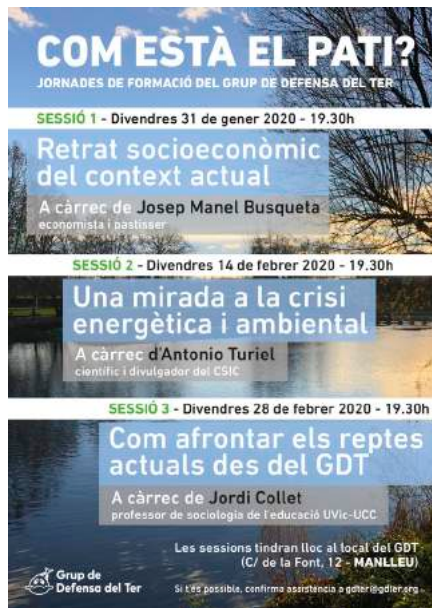 COM ESTÀ EL PATI?
JORNADES DE FORMACIÓ DEL GRUP DE DEFENSA DEL TER
SESSIÓ 1 - Divendres 31 de gener 2020 - 19.30h
Retrat socioeconòmic
del context actual
A càrrec de Josep Manel Busqueta
economista i pastisser
SESSIÓ 2 - Divendres 14 de febrer 2020 - 19.30h
Una mirada a la crisi
energètica i ambiental
A càrrec d'Antonio Turiel
científic i divulgador del CSIC
SESSIÓ 3 - Divendres 28 de febrer 2020 - 19.30h
Com afrontar els reptes
actuals des del GDT
A càrrec de Jordi Collet
professor de sociologia de l'educació UVic-UCC
Les sessions tindran lloc al local del GDT
(C/ de la Font, 12 - MANLLEU)
Grup de
Defensa del Ter
Si t'és possible, confirma assistència a gdter@gdter.org